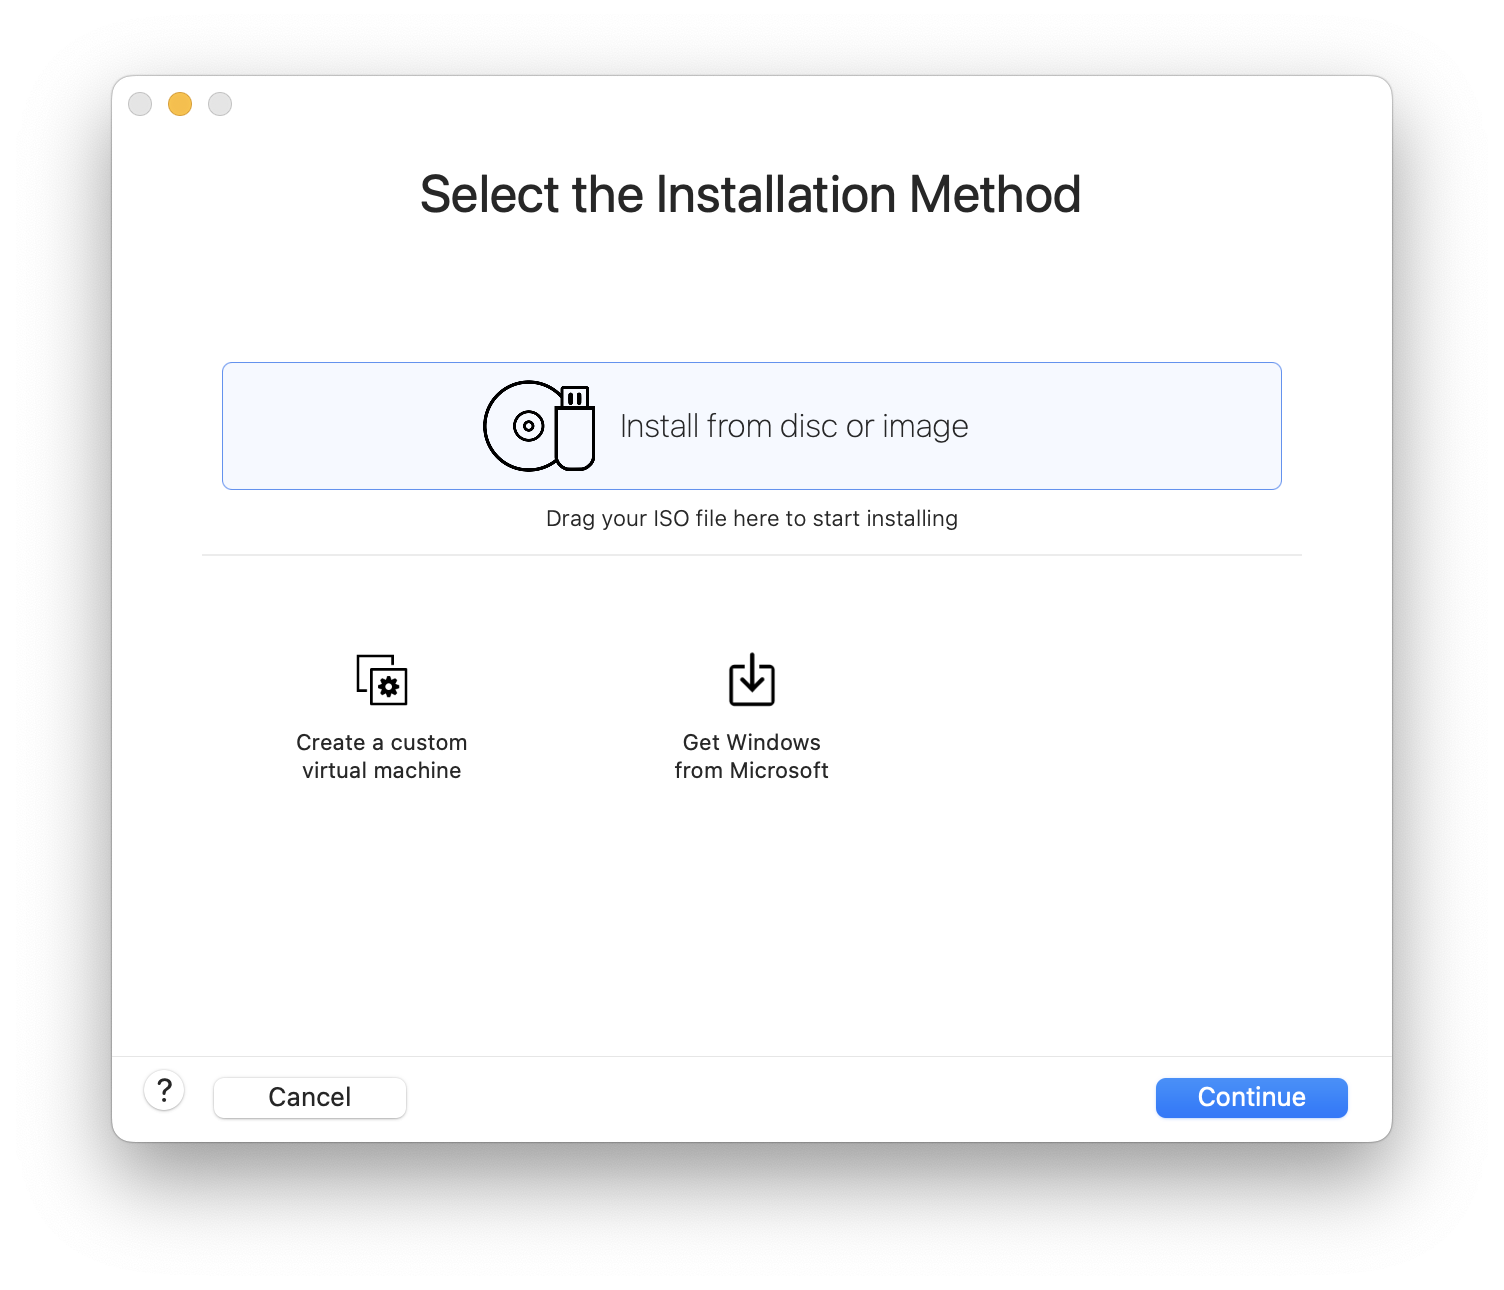 Select the Installation Method
Install from disc or image
Drag your ISO file here to start installing
Create a custom
virtual machine
Get Windows
from Microsoft
?
Cancel
Continue